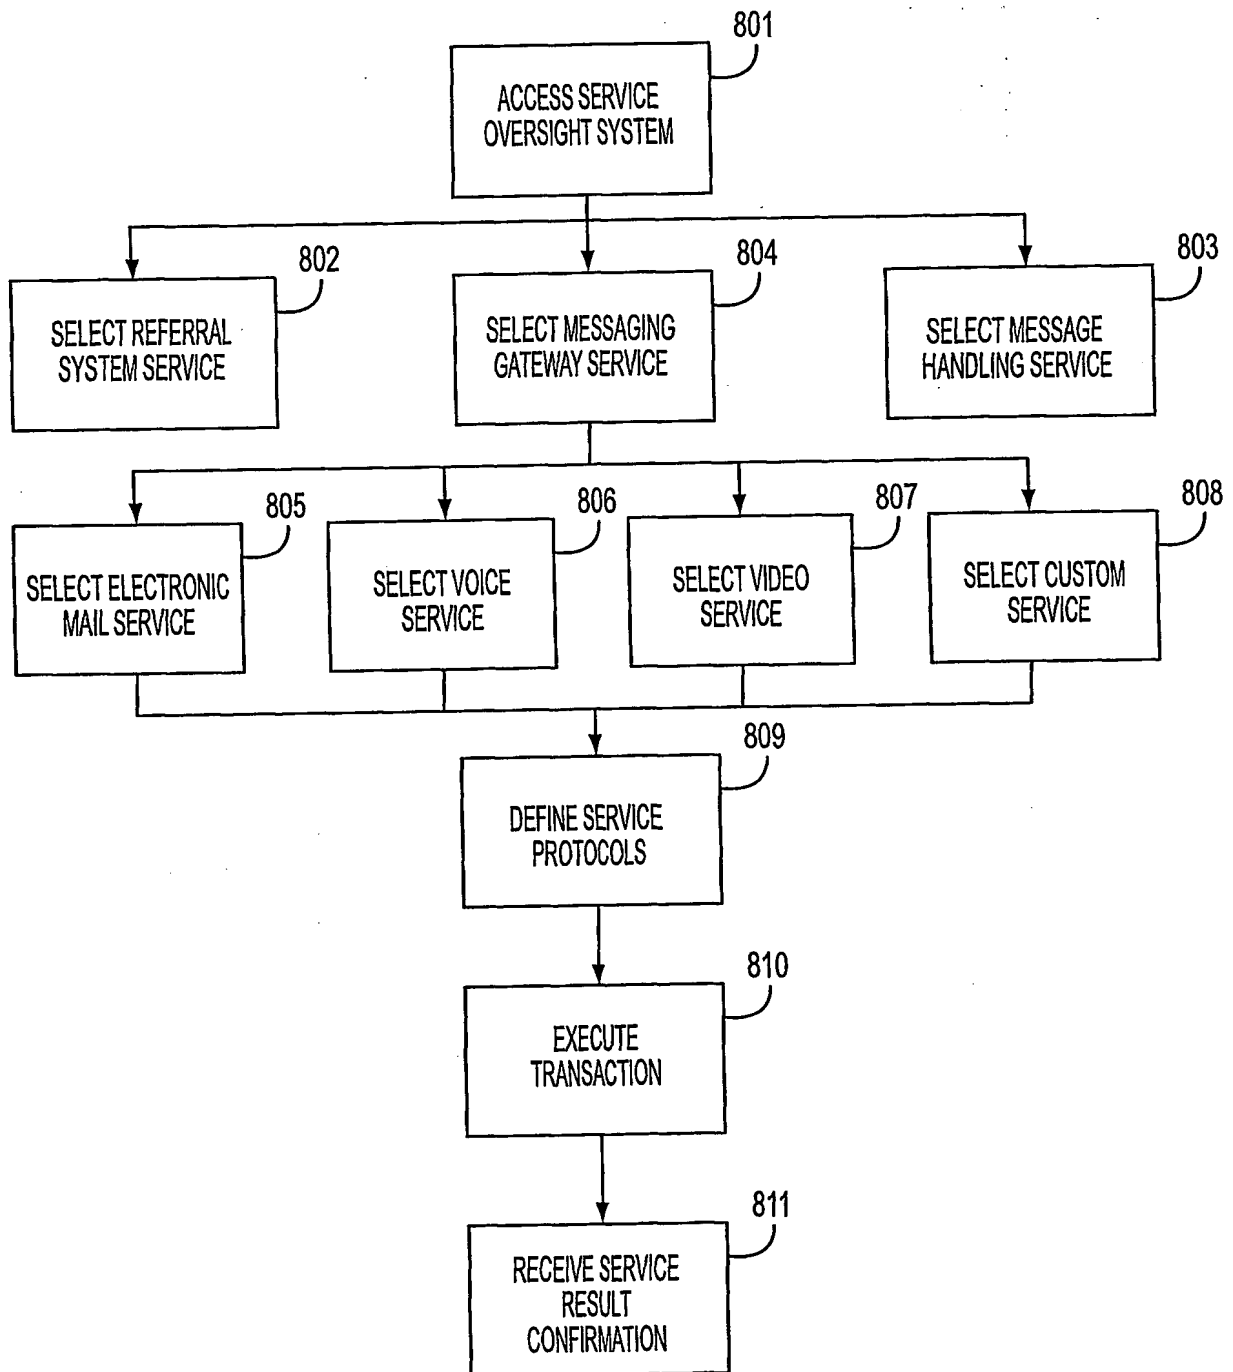 801
ACCESS SERVICE
OVERSIGHT SYSTEM
802
804
803
SELECT REFERRAL
SYSTEM SERVICE
SELECT MESSAGING
GATEWAY SERVICE
SELECT MESSAGE
HANDLING SERVICE
805
806
807
808
SELECT ELECTRONIC
MAIL SERVICE
SELECT VOICE
SERVICE
SELECT VIDEO
SERVICE
SELECT CUSTOM
SERVICE
809
DEFINE SERVICE
PROTOCOLS
810
EXECUTE
TRANSACTION
811
RECEIVE SERVICE
RESULT
CONFIRMATION